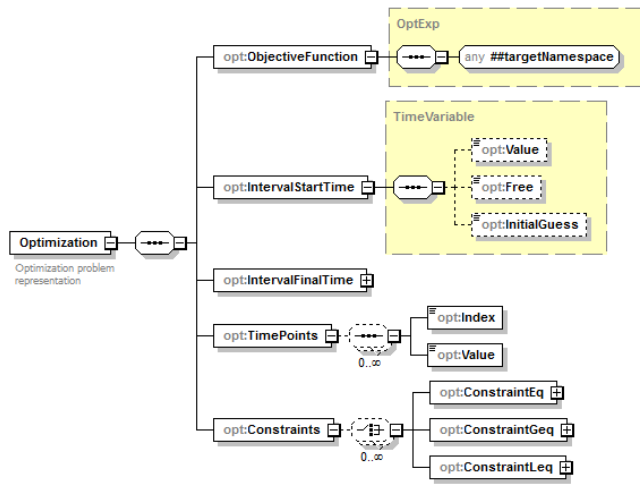 OptExp
opt:ObjectiveFunction
any ##targetNamespace
TimeVariable
opt:Value
opt:IntervalStartTime
opt:Free
opt:InitialGuess
Optimization
Optimization problem
representation
opt:IntervalFinalTime
opt:TimePoints
0..∞
opt:Index
opt:Value
opt:Constraints
0..∞
opt:ConstraintEq
opt:ConstraintGeq
opt:ConstraintLeq